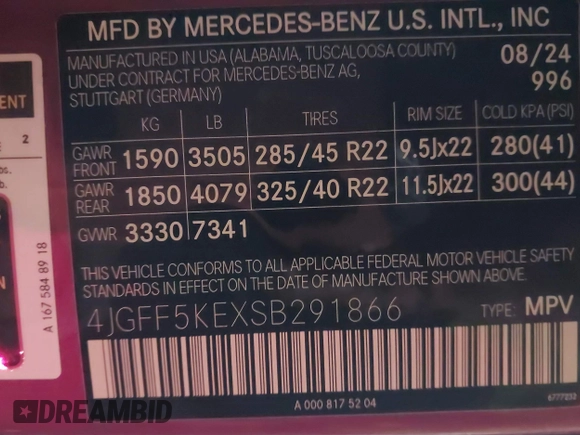 MFD BY MERCEDES-BENZ U.S. INTL., INC
MANUFACTURED IN USA (ALABAMA, TUSCALOOSA COUNTY) 08/24
UNDER CONTRACT FOR MERCEDES-BENZ AG, 996
STUTTGART (GERMANY)
KG LB TIRES RIM SIZE COLD KPA (PSI)
GAWR FRONT 1590 3505 285/45 R22 9.5Jx22 280(41)
GAWR REAR 1850 4079 325/40 R22 11.5Jx22 300(44)
GVWR 3330 7341
THIS VEHICLE CONFORMS TO ALL APPLICABLE FEDERAL MOTOR VEHICLE SAFETY
STANDARDS IN EFFECT ON THE DATE OF MANUFACTURE SHOWN ABOVE.
4JGFF5KEXSB291866 TYPE: MPV
A 000 817 52 04 6777232
A 167 584 89 18
ENT
2
DREAMBID